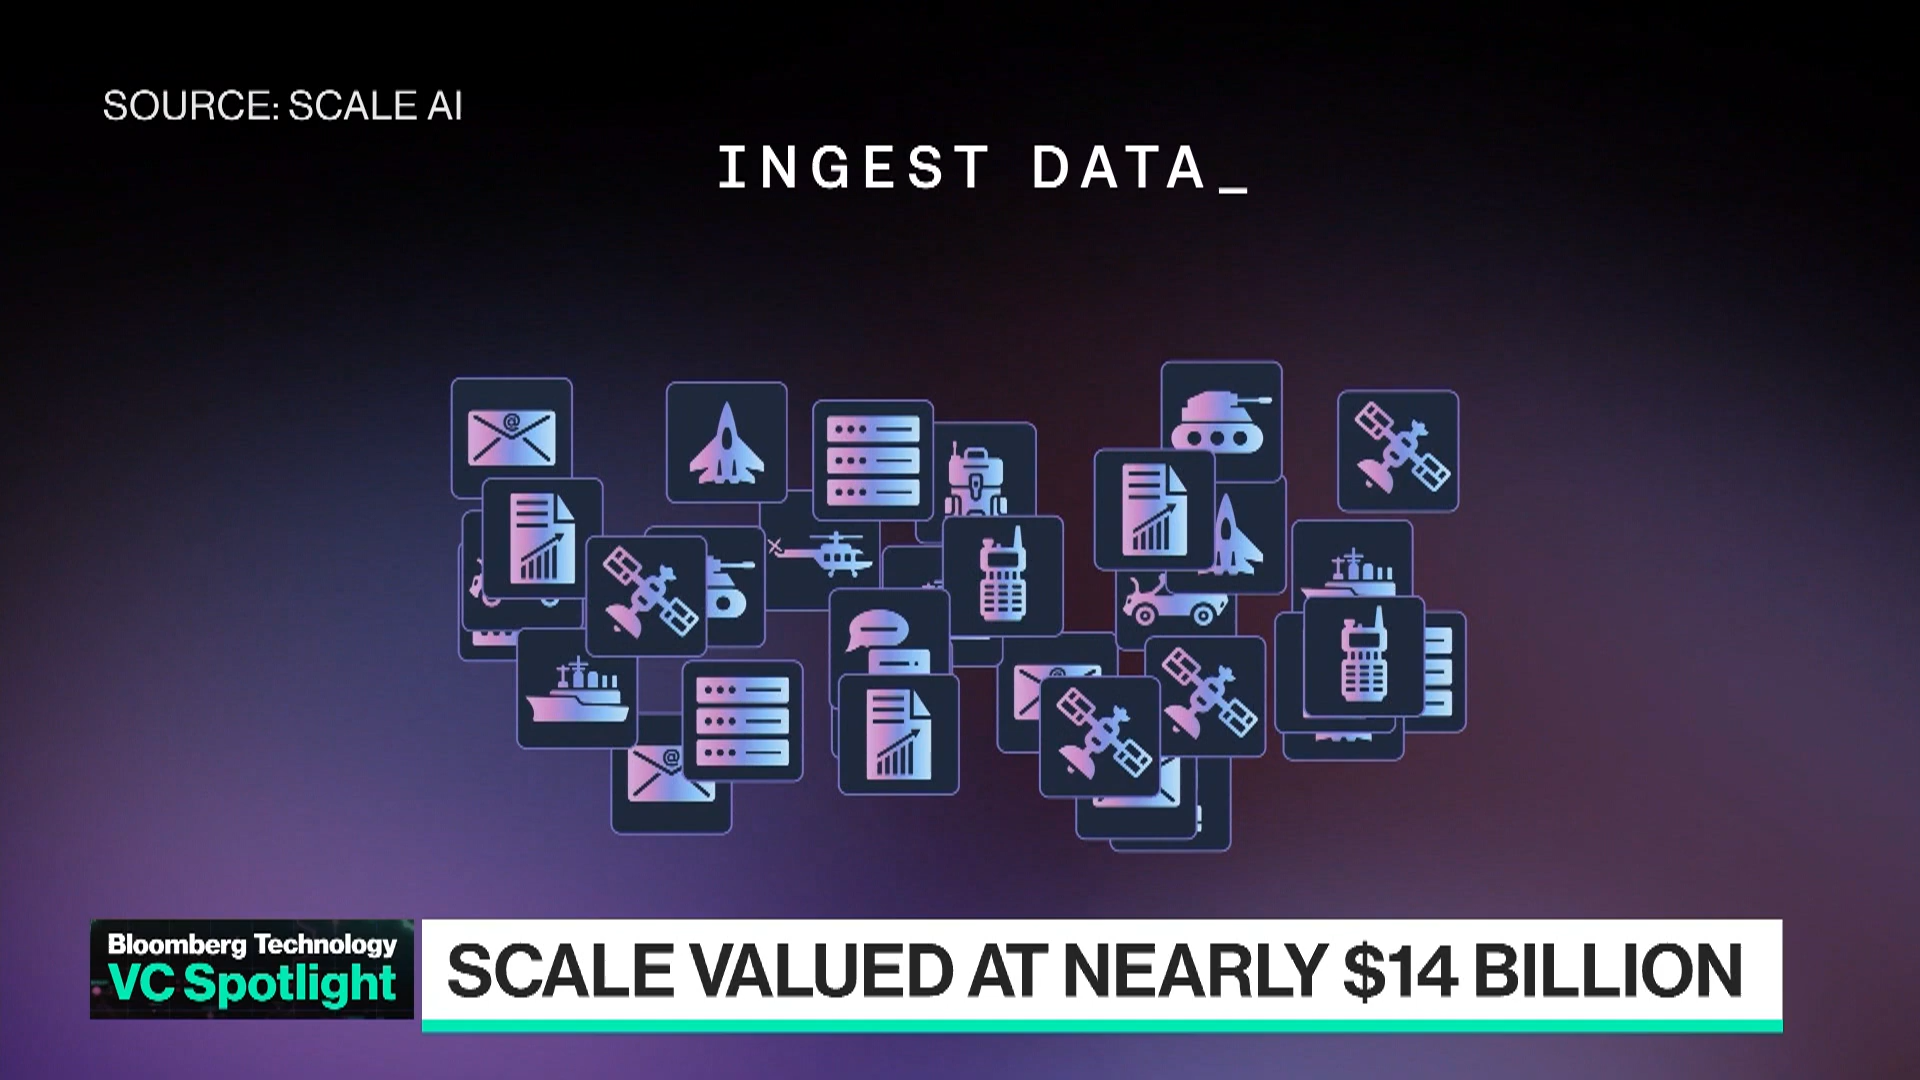 SOURCE: SCALE AI
INGEST DATA_
@
@
@
Bloomberg Technology
VC Spotlight
SCALE VALUED AT NEARLY $14 BILLION